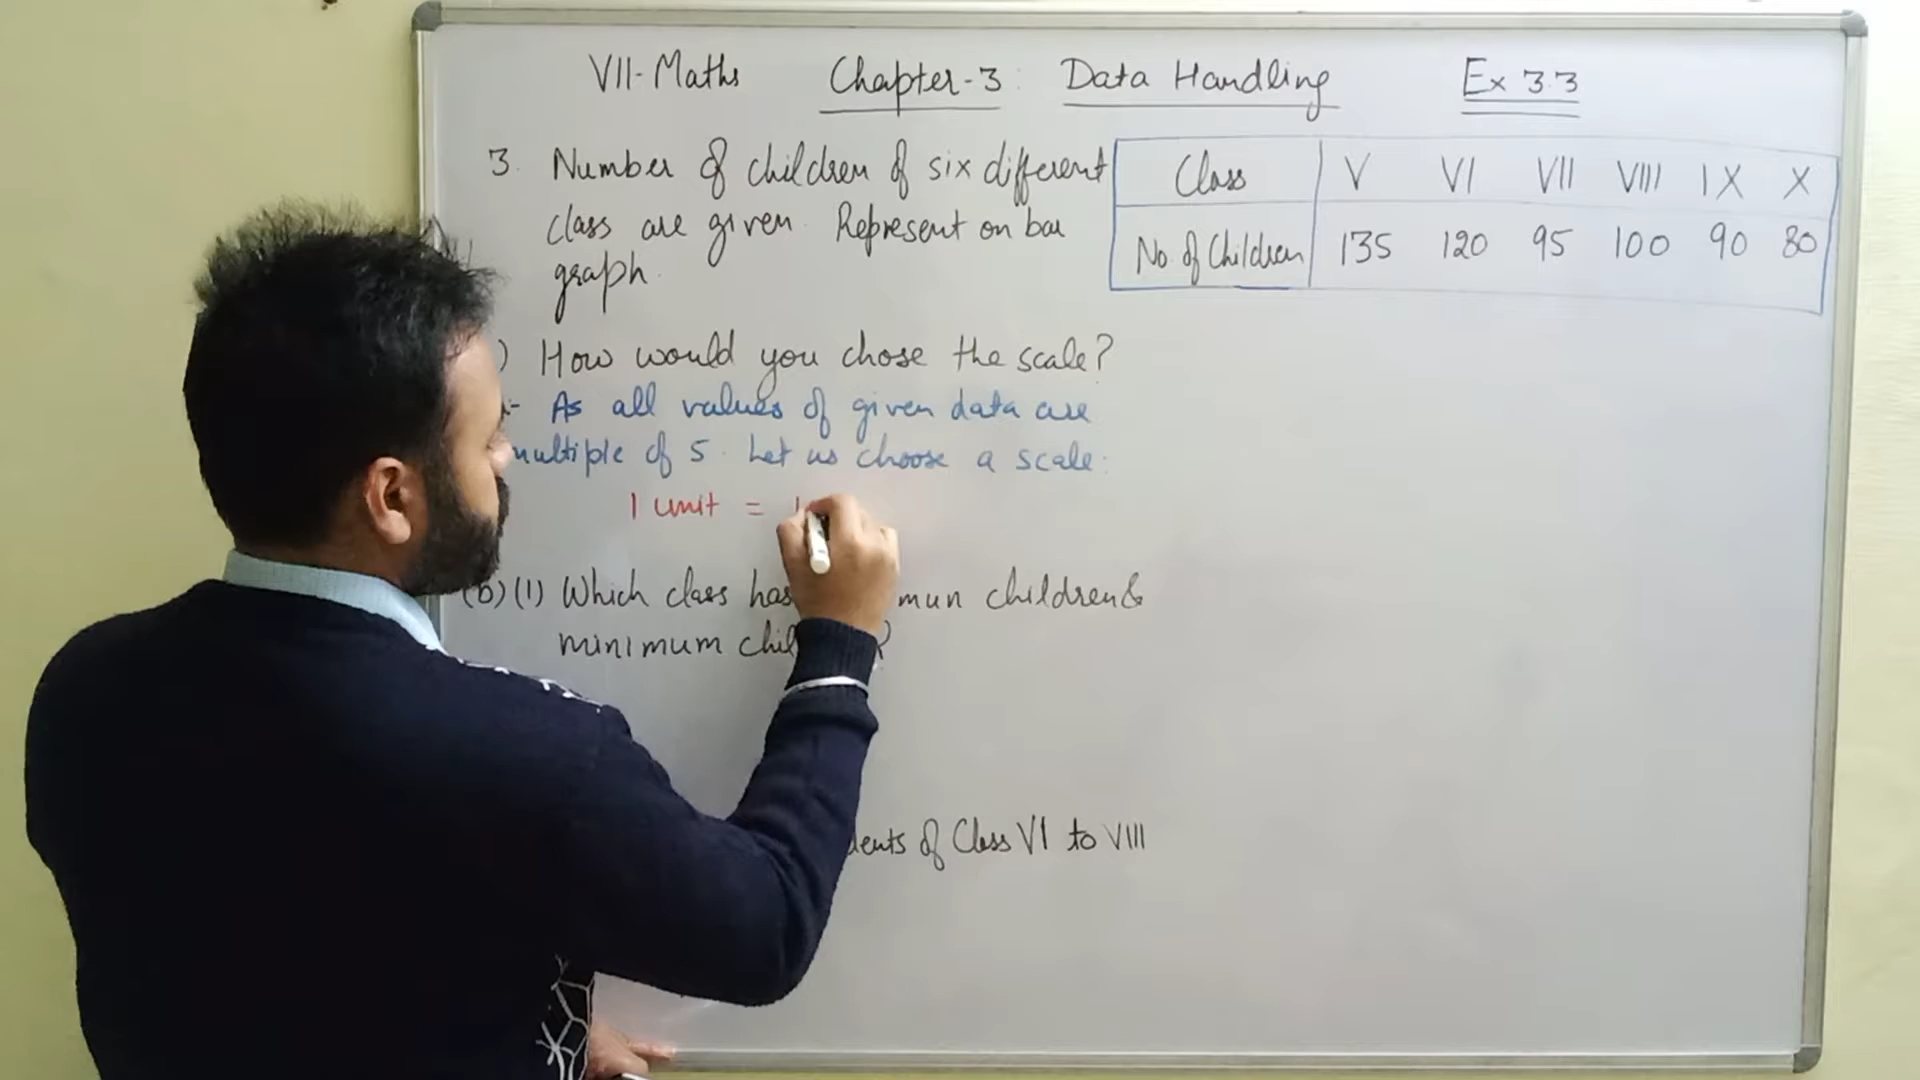 VII-Maths Chapter-3: Data Handling Ex 3.3
3. Number of children of six different
class are given. Represent on bar
graph.
Class V VI VII VIII IX X
No. of Children 135 120 95 100 90 80
) How would you chose the scale?
:- As all values of given data are
multiple of 5. Let us choose a scale:
1 unit =
(b) (1) Which class has mun children &
minimum chil ?
dents of Class VI to VIII